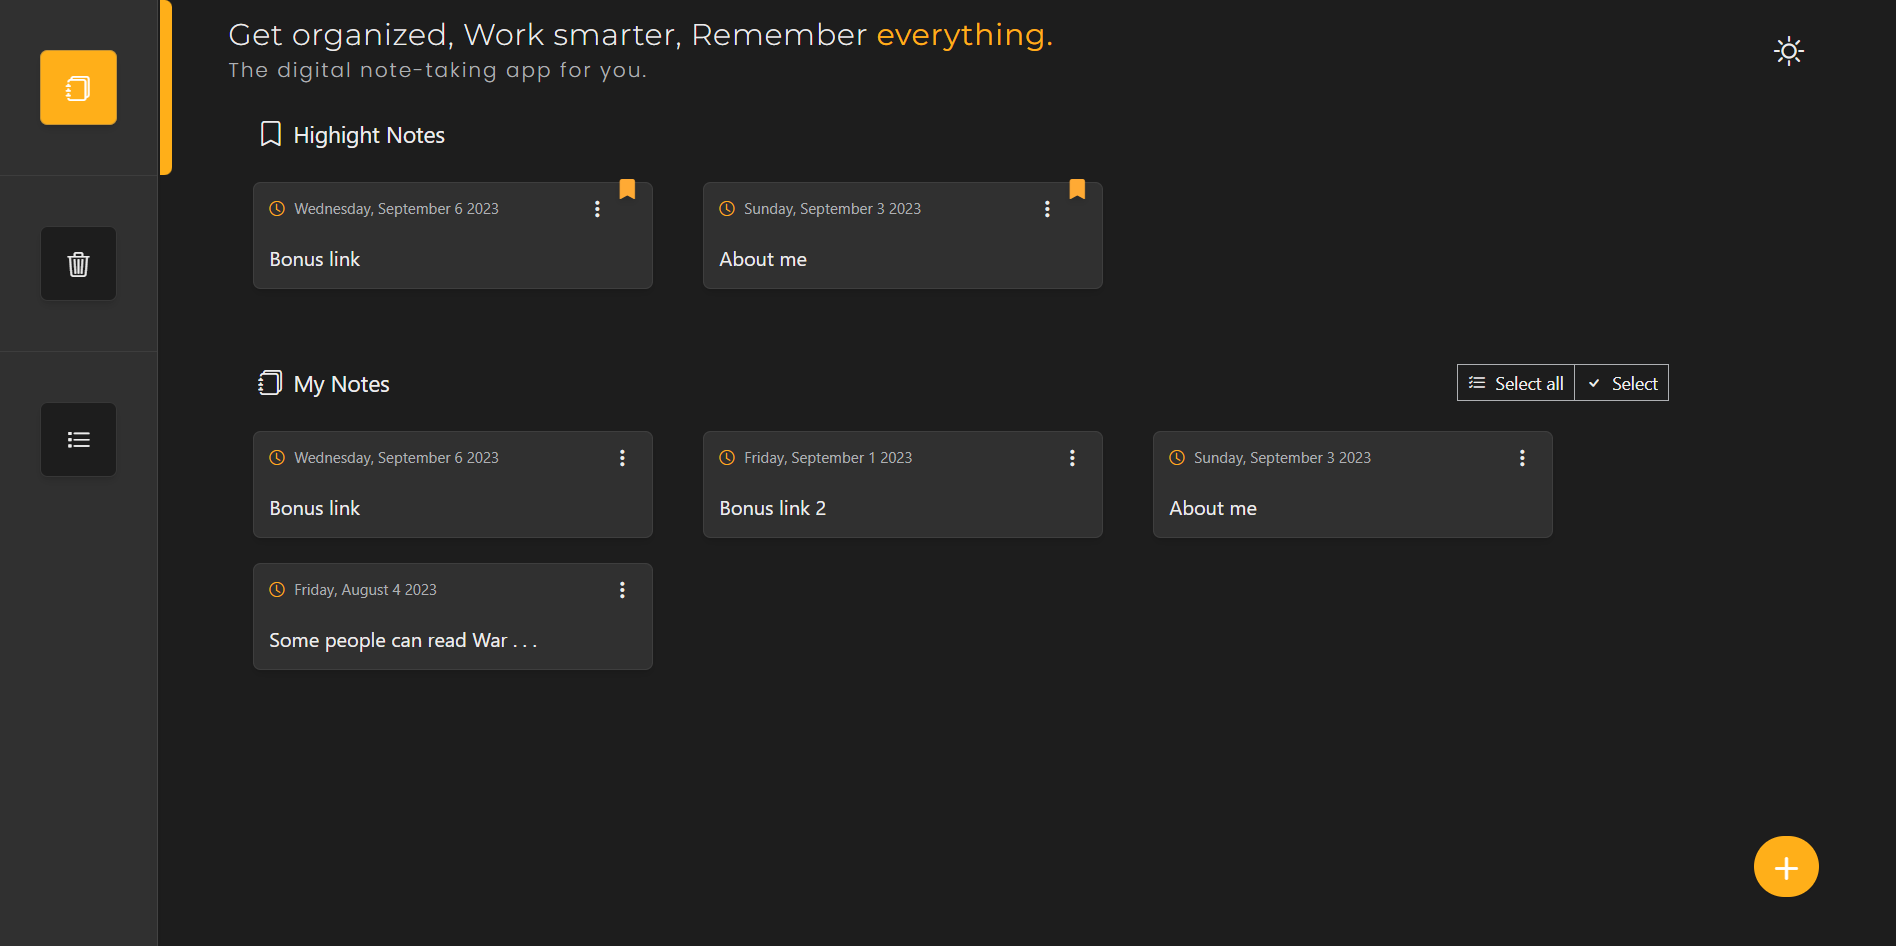 Get organized, Work smarter, Remember everything.
The digital note-taking app for you.
Highight Notes
Wednesday, September 6 2023
Bonus link
Sunday, September 3 2023
About me
My Notes
Select all
Select
Wednesday, September 6 2023
Bonus link
Friday, September 1 2023
Bonus link 2
Sunday, September 3 2023
About me
Friday, August 4 2023
Some people can read War . . .